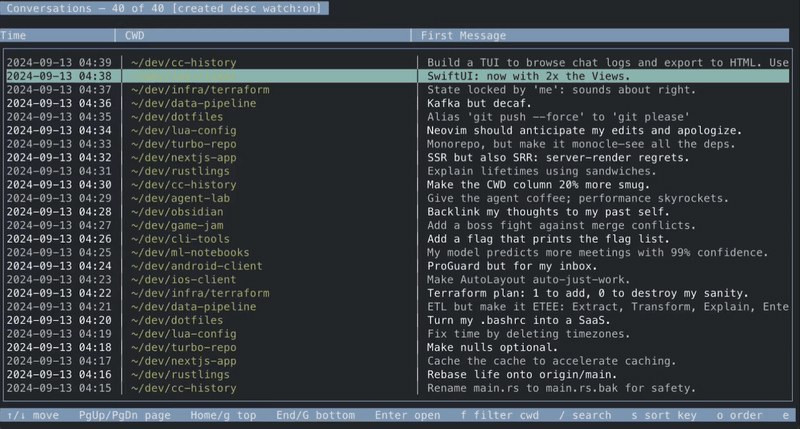 Conversations — 40 of 40 [created desc watch:on]
Time | CWD | First Message
2024-09-13 04:39 | ~/dev/cc-history | Build a TUI to browse chat logs and export to HTML. Use
2024-09-13 04:38 | SwiftUI: now with 2x the Views.
2024-09-13 04:37 | ~/dev/infra/terraform | State locked by 'me': sounds about right.
2024-09-13 04:36 | ~/dev/data-pipeline | Kafka but decaf.
2024-09-13 04:35 | ~/dev/dotfiles | Alias 'git push --force' to 'git please'
2024-09-13 04:34 | ~/dev/lua-config | Neovim should anticipate my edits and apologize.
2024-09-13 04:33 | ~/dev/turbo-repo | Monorepo, but make it monocle-see all the deps.
2024-09-13 04:32 | ~/dev/nextjs-app | SSR but also SRR: server-render regrets.
2024-09-13 04:31 | ~/dev/rustlings | Explain lifetimes using sandwiches.
2024-09-13 04:30 | ~/dev/cc-history | Make the CWD column 20% more smug.
2024-09-13 04:29 | ~/dev/agent-lab | Give the agent coffee; performance skyrockets.
2024-09-13 04:28 | ~/dev/obsidian | Backlink my thoughts to my past self.
2024-09-13 04:27 | ~/dev/game-jam | Add a boss fight against merge conflicts.
2024-09-13 04:26 | ~/dev/cli-tools | Add a flag that prints the flag list.
2024-09-13 04:25 | ~/dev/ml-notebooks | My model predicts more meetings with 99% confidence.
2024-09-13 04:24 | ~/dev/android-client | ProGuard but for my inbox.
2024-09-13 04:23 | ~/dev/ios-client | Make AutoLayout auto-just-work.
2024-09-13 04:22 | ~/dev/infra/terraform | Terraform plan: 1 to add, 0 to destroy my sanity.
2024-09-13 04:21 | ~/dev/data-pipeline | ETL but make it ETEE: Extract, Transform, Explain, Ente
2024-09-13 04:20 | ~/dev/dotfiles | Turn my .bashrc into a SaaS.
2024-09-13 04:19 | ~/dev/lua-config | Fix time by deleting timezones.
2024-09-13 04:18 | ~/dev/turbo-repo | Make nulls optional.
2024-09-13 04:17 | ~/dev/nextjs-app | Cache the cache to accelerate caching.
2024-09-13 04:16 | ~/dev/rustlings | Rebase life onto origin/main.
2024-09-13 04:15 | ~/dev/cc-history | Rename main.rs to main.rs.bak for safety.
↑/↓ move PgUp/PgDn page Home/g top End/G bottom Enter open f filter cwd / search s sort key o order e